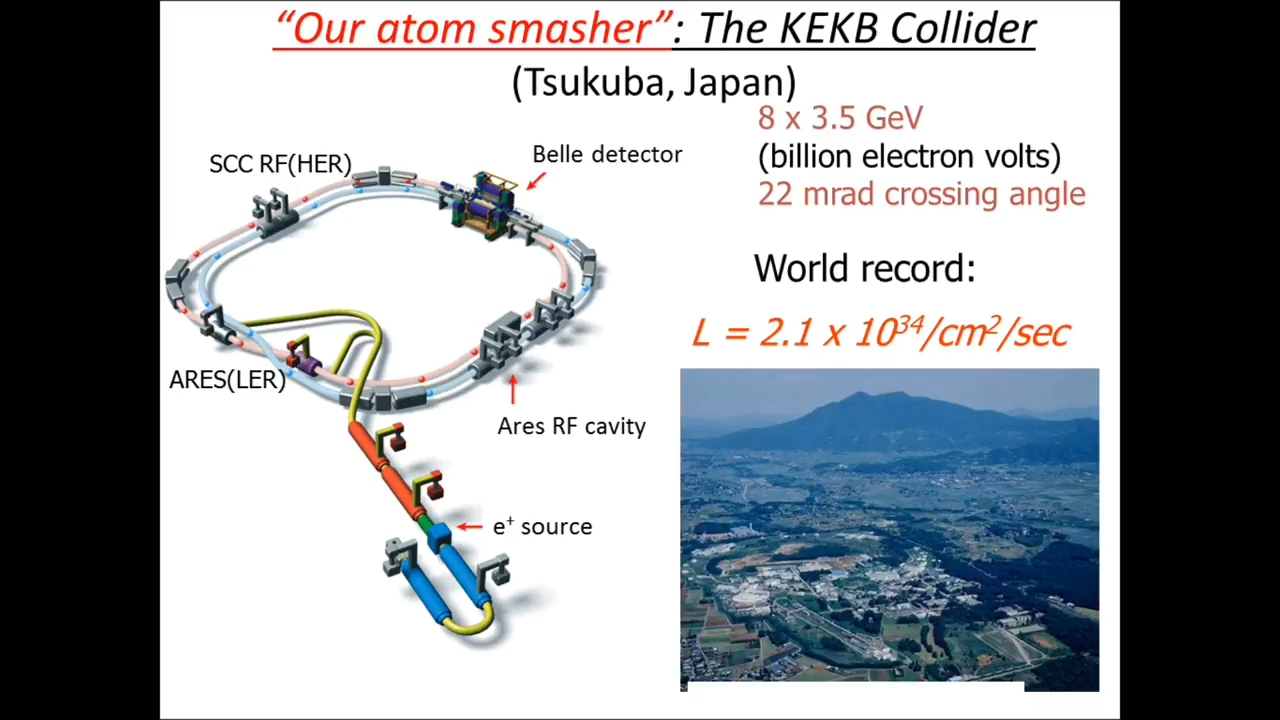 “Our atom smasher”: The KEKB Collider
(Tsukuba, Japan)
8 x 3.5 GeV
(billion electron volts)
22 mrad crossing angle
World record:
L = 2.1 x 10³⁴/cm²/sec
SCC RF(HER)
Belle detector
ARES(LER)
Ares RF cavity
e⁺ source